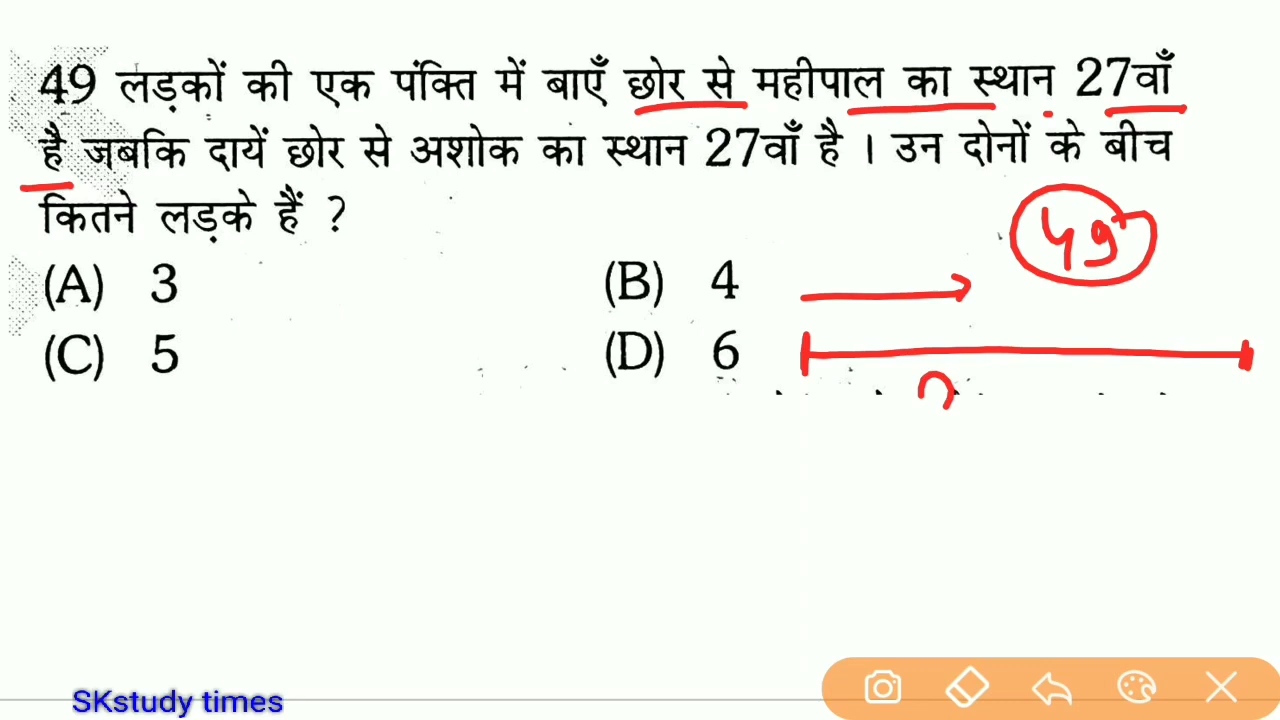 49 लड़कों की एक पंक्ति में बाएँ छोर से महीपाल का स्थान 27वाँ
है जबकि दायें छोर से अशोक का स्थान 27वाँ है । उन दोनों के बीच
कितने लड़के हैं ?
49
(A) 3 (B) 4
(C) 5 (D) 6
SKstudy times